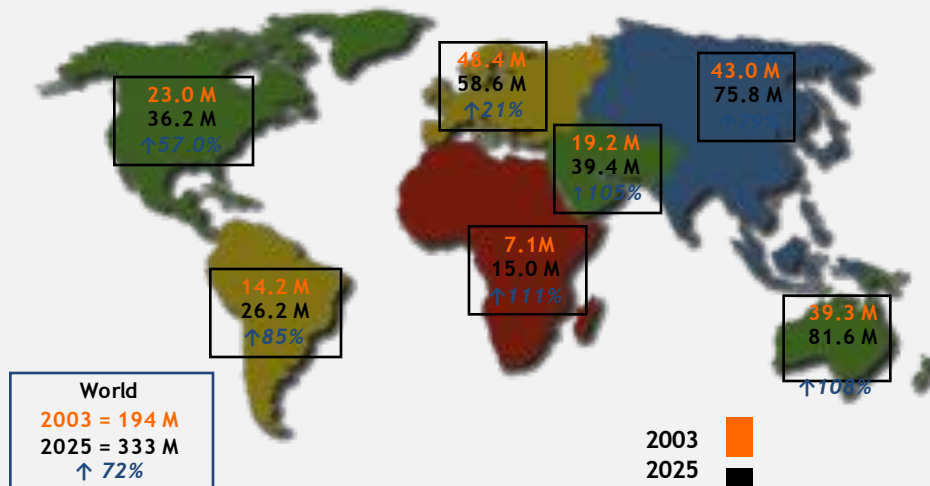 23.0 M
36.2 M
↑57.0%
48.4 M
58.6 M
↑21%
43.0 M
75.8 M
↑79%
19.2 M
39.4 M
↑105%
7.1M
15.0 M
↑111%
14.2 M
26.2 M
↑85%
39.3 M
81.6 M
↑108%
World
2003 = 194 M
2025 = 333 M
↑ 72%
2003
2025